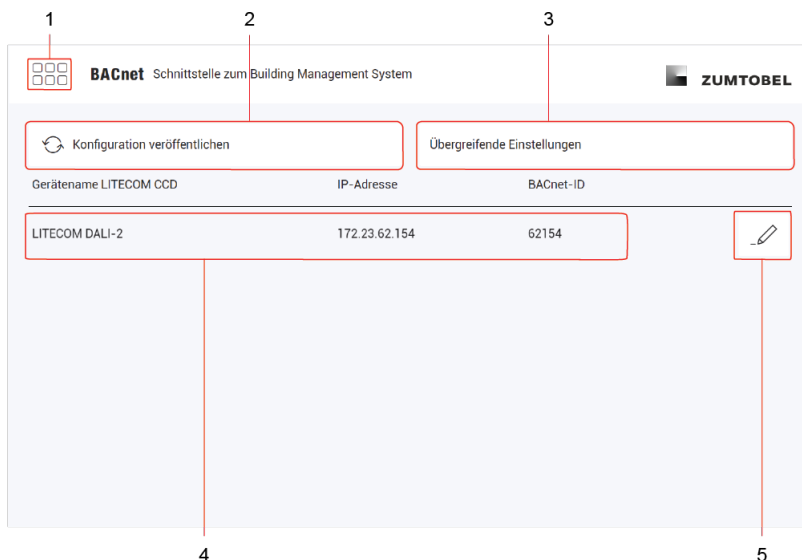 1 2 3
BACnet Schnittstelle zum Building Management System
ZUMTOBEL
Konfiguration veröffentlichen
Übergreifende Einstellungen
Gerätename LITECOM CCD IP-Adresse BACnet-ID
LITECOM DALI-2 172.23.62.154 62154
4 5